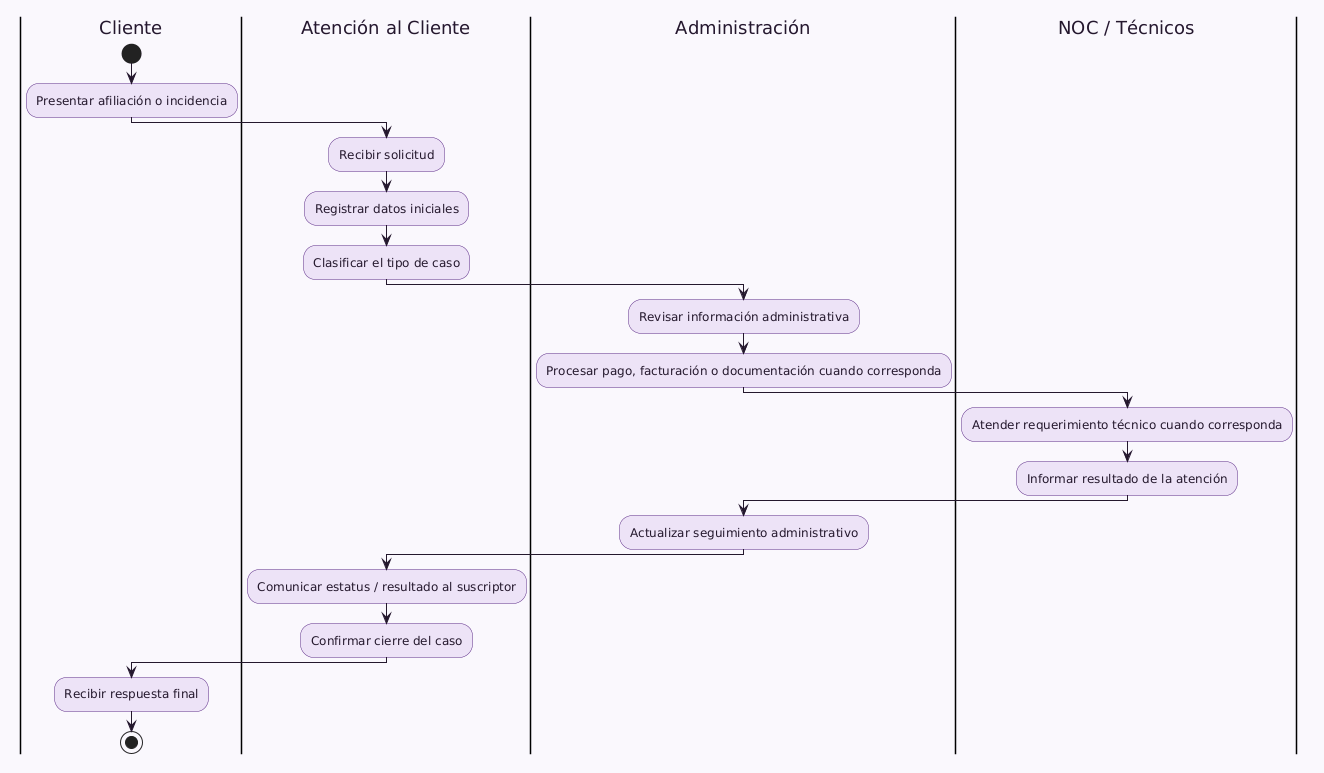 Cliente
Atención al Cliente
Administración
NOC / Técnicos
Presentar afiliación o incidencia
Recibir solicitud
Registrar datos iniciales
Clasificar el tipo de caso
Revisar información administrativa
Procesar pago, facturación o documentación cuando corresponda
Atender requerimiento técnico cuando corresponda
Informar resultado de la atención
Actualizar seguimiento administrativo
Comunicar estatus / resultado al suscriptor
Confirmar cierre del caso
Recibir respuesta final